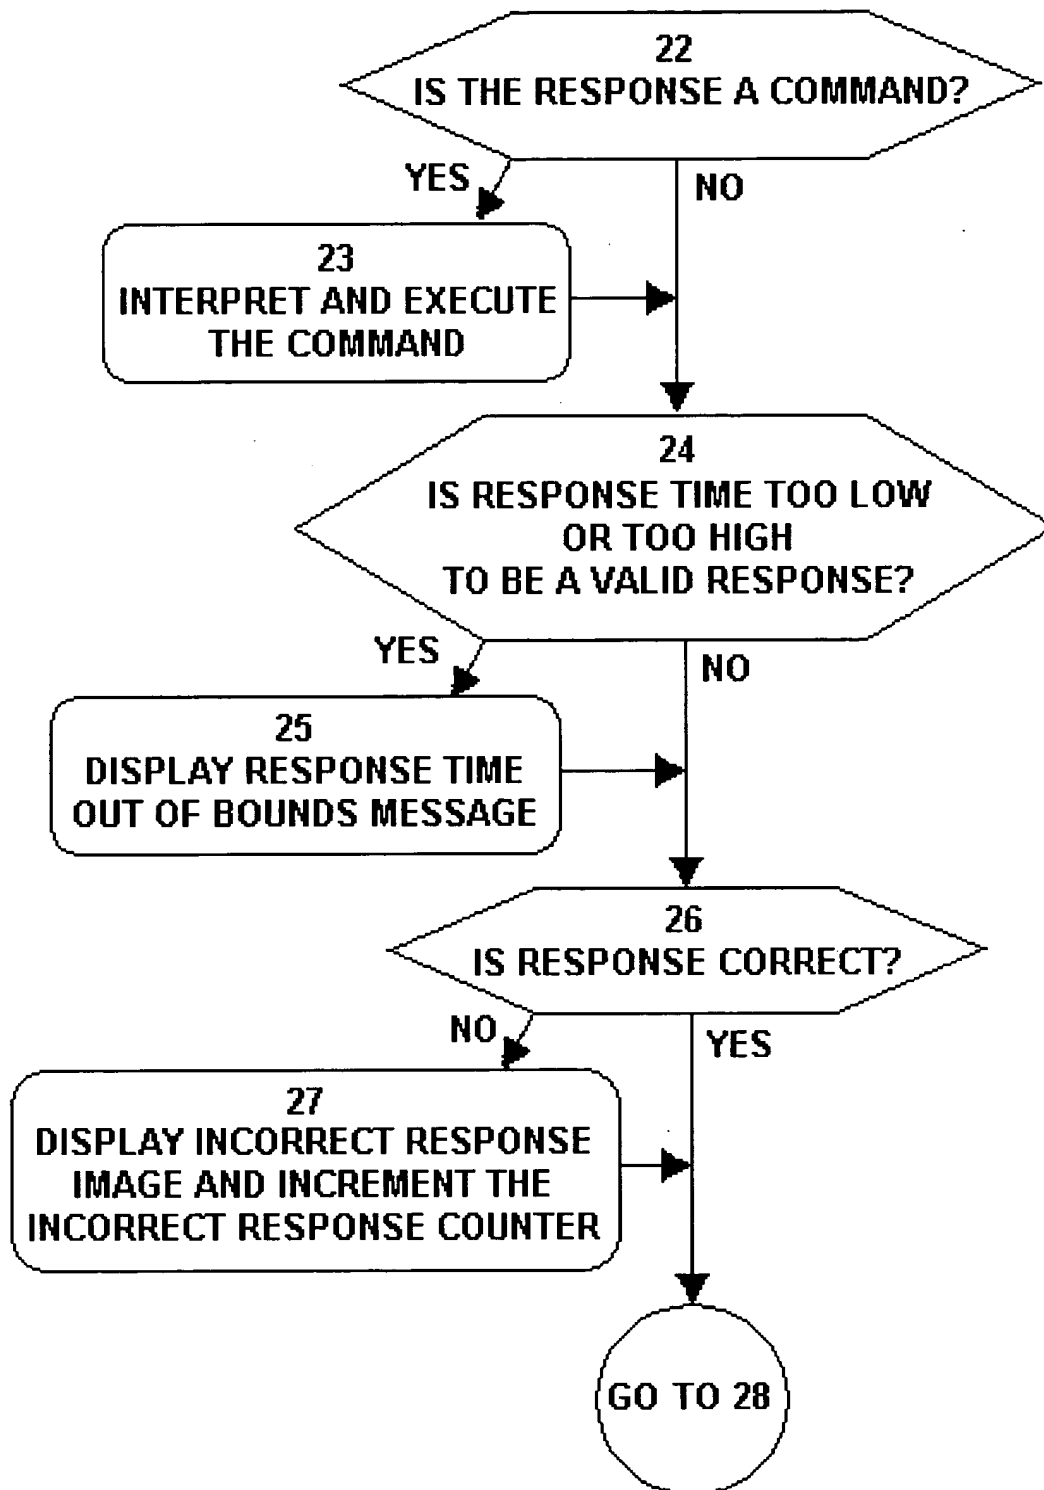 22
IS THE RESPONSE A COMMAND?
YES
NO
23
INTERPRET AND EXECUTE
THE COMMAND
24
IS RESPONSE TIME TOO LOW
OR TOO HIGH
TO BE A VALID RESPONSE?
YES
NO
25
DISPLAY RESPONSE TIME
OUT OF BOUNDS MESSAGE
26
IS RESPONSE CORRECT?
NO
YES
27
DISPLAY INCORRECT RESPONSE
IMAGE AND INCREMENT THE
INCORRECT RESPONSE COUNTER
GO TO 28